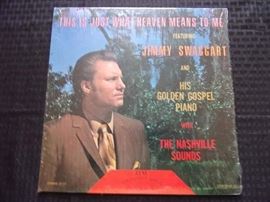 THIS IS JUST WHAT HEAVEN MEANS TO ME
FEATURING
JIMMY SWAGGART
AND
HIS
GOLDEN GOSPEL
PIANO
WITH
THE NASHVILLE
SOUNDS
JIM